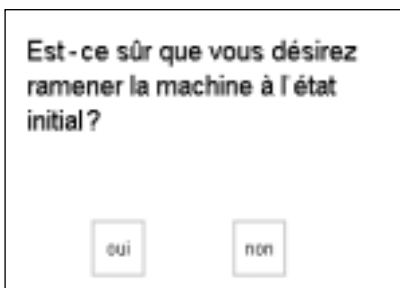 Est-ce sûr que vous désirez
ramener la machine à l'état
initial?
oui
non